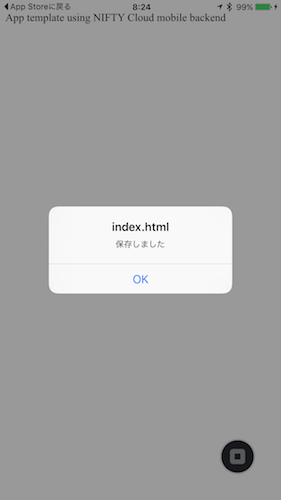 App Storeに戻る 8:24 99%
App template using NIFTY Cloud mobile backend
index.html
保存しました
OK